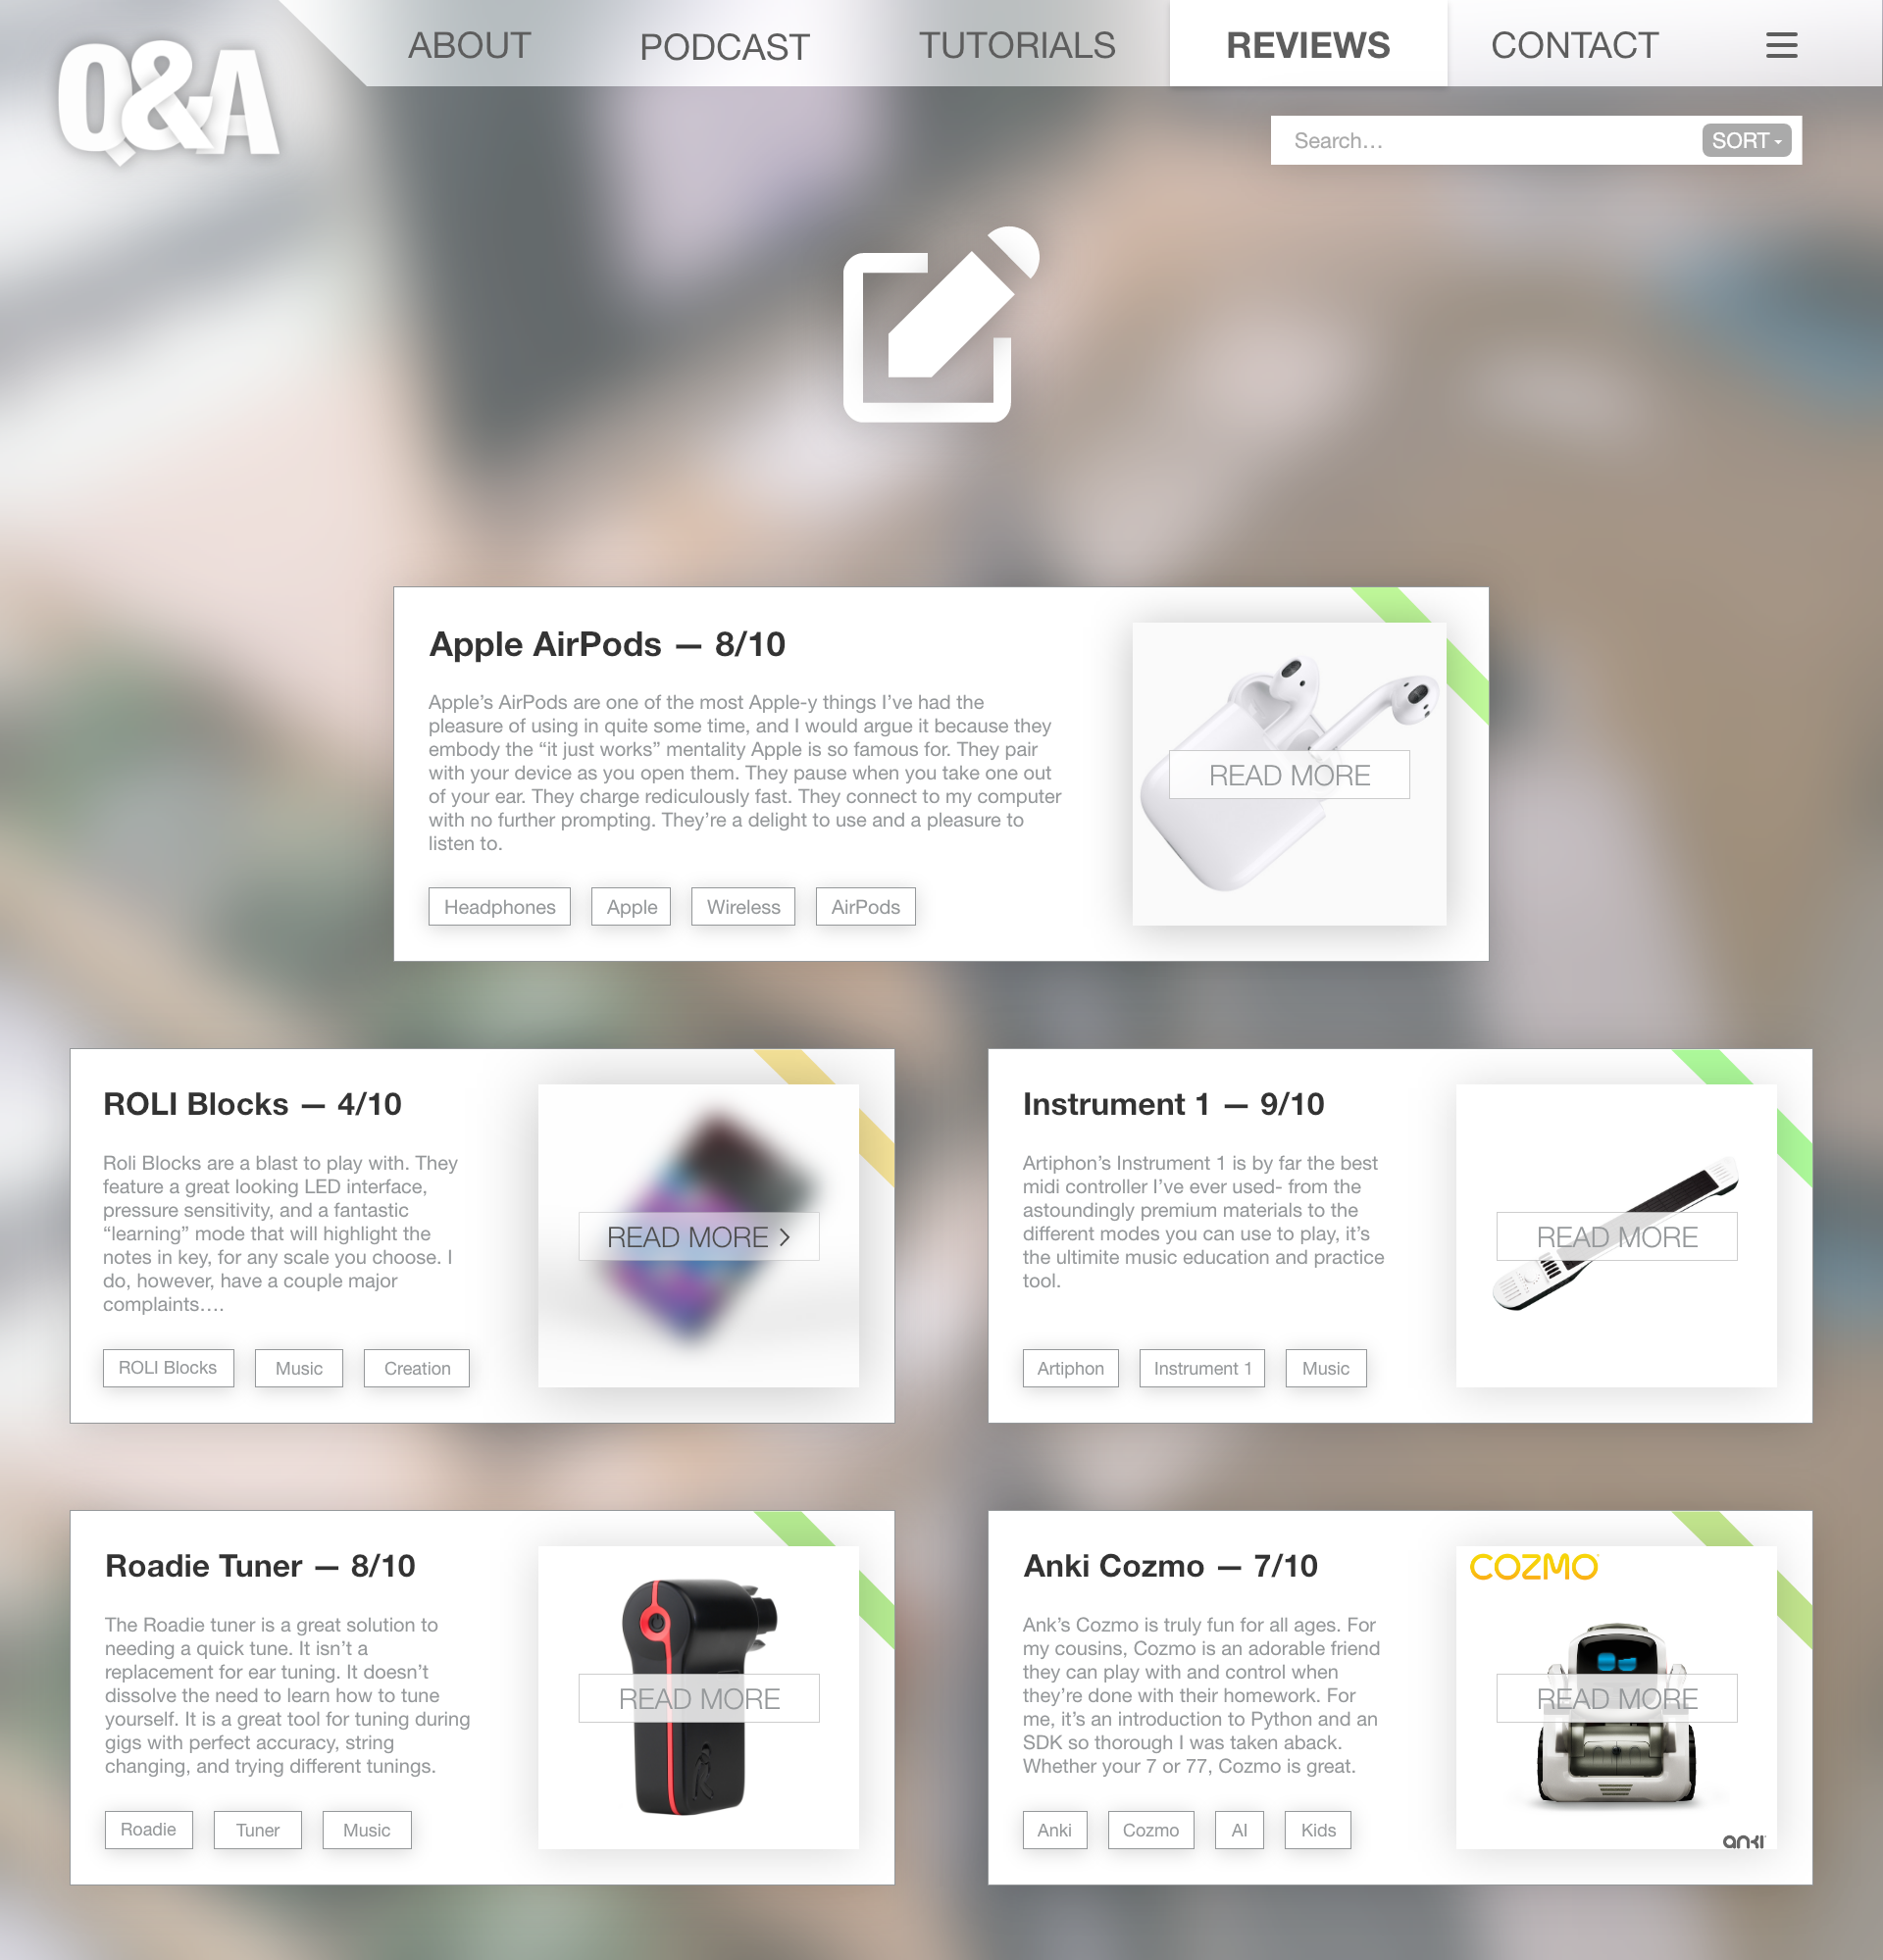 Q&A
ABOUT
PODCAST
TUTORIALS
REVIEWS
CONTACT
Search...
SORT
Apple AirPods — 8/10
Apple’s AirPods are one of the most Apple-y things I’ve had the
pleasure of using in quite some time, and I would argue it because they
embody the “it just works” mentality Apple is so famous for. They pair
with your device as you open them. They pause when you take one out
of your ear. They charge rediculously fast. They connect to my computer
with no further prompting. They’re a delight to use and a pleasure to
listen to.
Headphones
Apple
Wireless
AirPods
READ MORE
ROLI Blocks — 4/10
Roli Blocks are a blast to play with. They
feature a great looking LED interface,
pressure sensitivity, and a fantastic
“learning” mode that will highlight the
notes in key, for any scale you choose. I
do, however, have a couple major
complaints….
ROLI Blocks
Music
Creation
READ MORE >
Instrument 1 — 9/10
Artiphon’s Instrument 1 is by far the best
midi controller I’ve ever used- from the
astoundingly premium materials to the
different modes you can use to play, it’s
the ultimite music education and practice
tool.
Artiphon
Instrument 1
Music
READ MORE
Roadie Tuner — 8/10
The Roadie tuner is a great solution to
needing a quick tune. It isn’t a
replacement for ear tuning. It doesn’t
dissolve the need to learn how to tune
yourself. It is a great tool for tuning during
gigs with perfect accuracy, string
changing, and trying different tunings.
Roadie
Tuner
Music
READ MORE
Anki Cozmo — 7/10
Ank’s Cozmo is truly fun for all ages. For
my cousins, Cozmo is an adorable friend
they can play with and control when
they’re done with their homework. For
me, it’s an introduction to Python and an
SDK so thorough I was taken aback.
Whether your 7 or 77, Cozmo is great.
Anki
Cozmo
AI
Kids
COZMO
READ MORE
anki